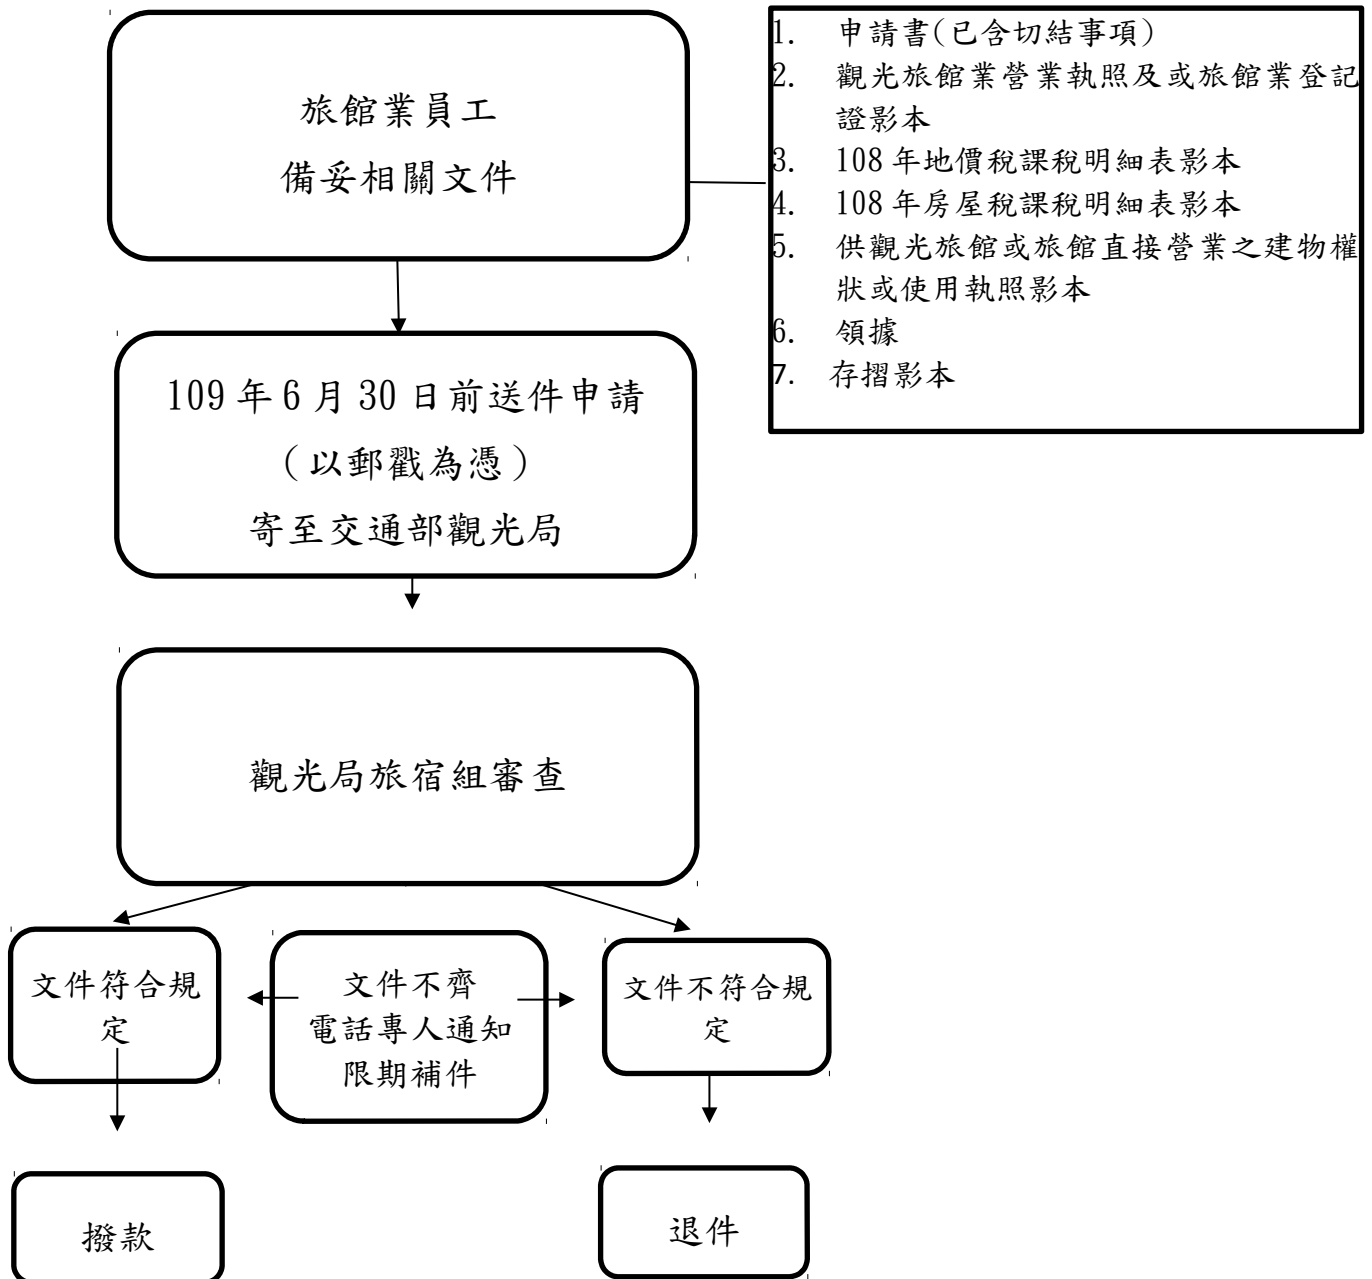 旅館業員工
備妥相關文件
1. 申請書(已含切結事項)
2. 觀光旅館業營業執照及或旅館業登記
證影本
3. 108年地價稅課稅明細表影本
4. 108年房屋稅課稅明細表影本
5. 供觀光旅館或旅館直接營業之建物權
狀或使用執照影本
6. 領據
7. 存摺影本
109年6月30日前送件申請
(以郵戳為憑)
寄至交通部觀光局
觀光局旅宿組審查
文件符合規
定
文件不齊
電話專人通知
限期補件
文件不符合規
定
撥款
退件